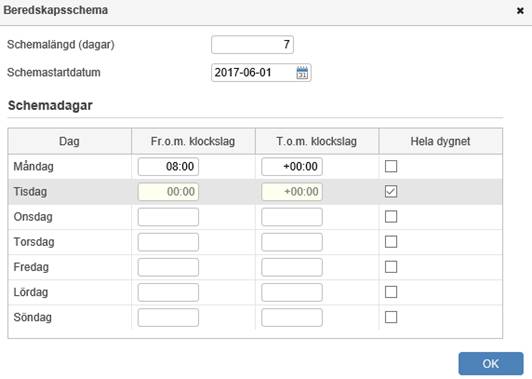 Beredskapsschema
Schemalängd (dagar) 7
Schemastartdatum 2017-06-01 31
Schemadagar
Dag Fr.o.m. klockslag T.o.m. klockslag Hela dygnet
Måndag 08:00 +00:00
Tisdag 00:00 +00:00
Onsdag
Torsdag
Fredag
Lördag
Söndag
OK